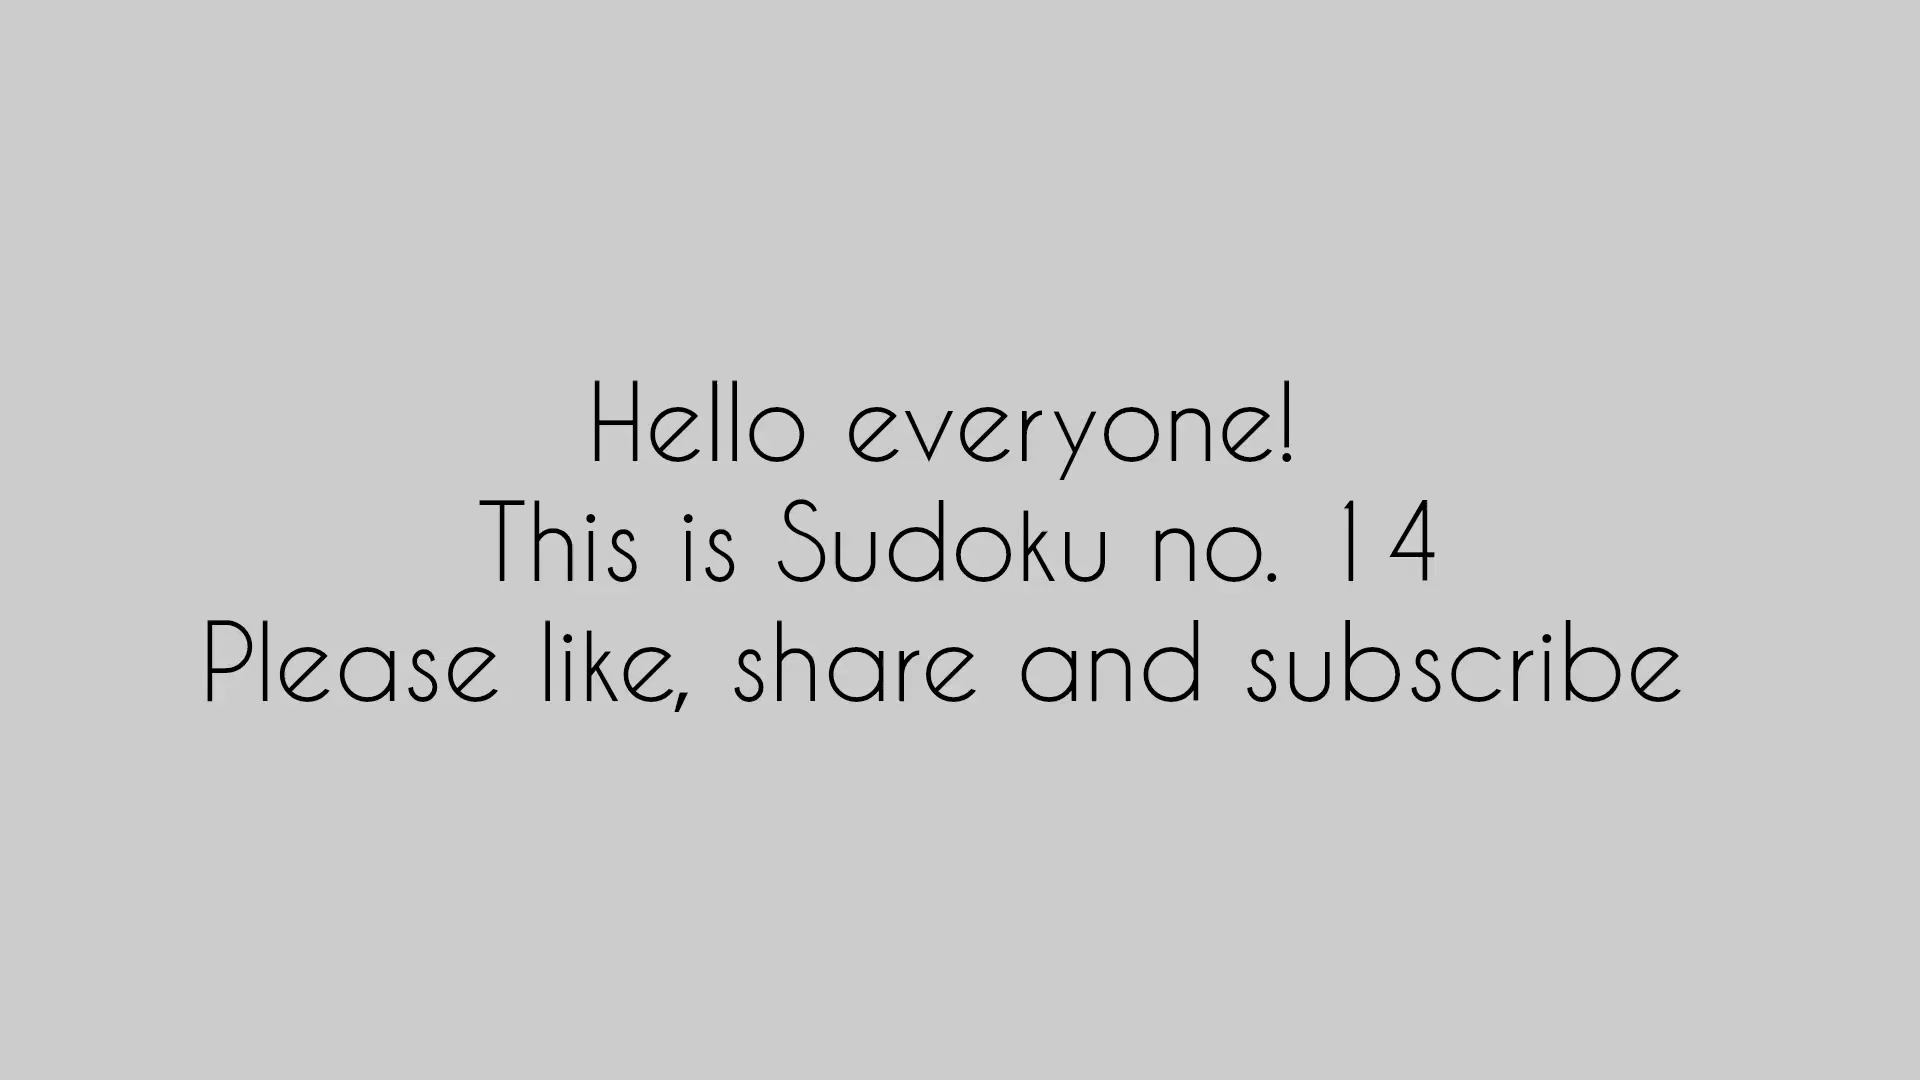 Hello everyone!
This is Sudoku no. 14
Please like, share and subscribe